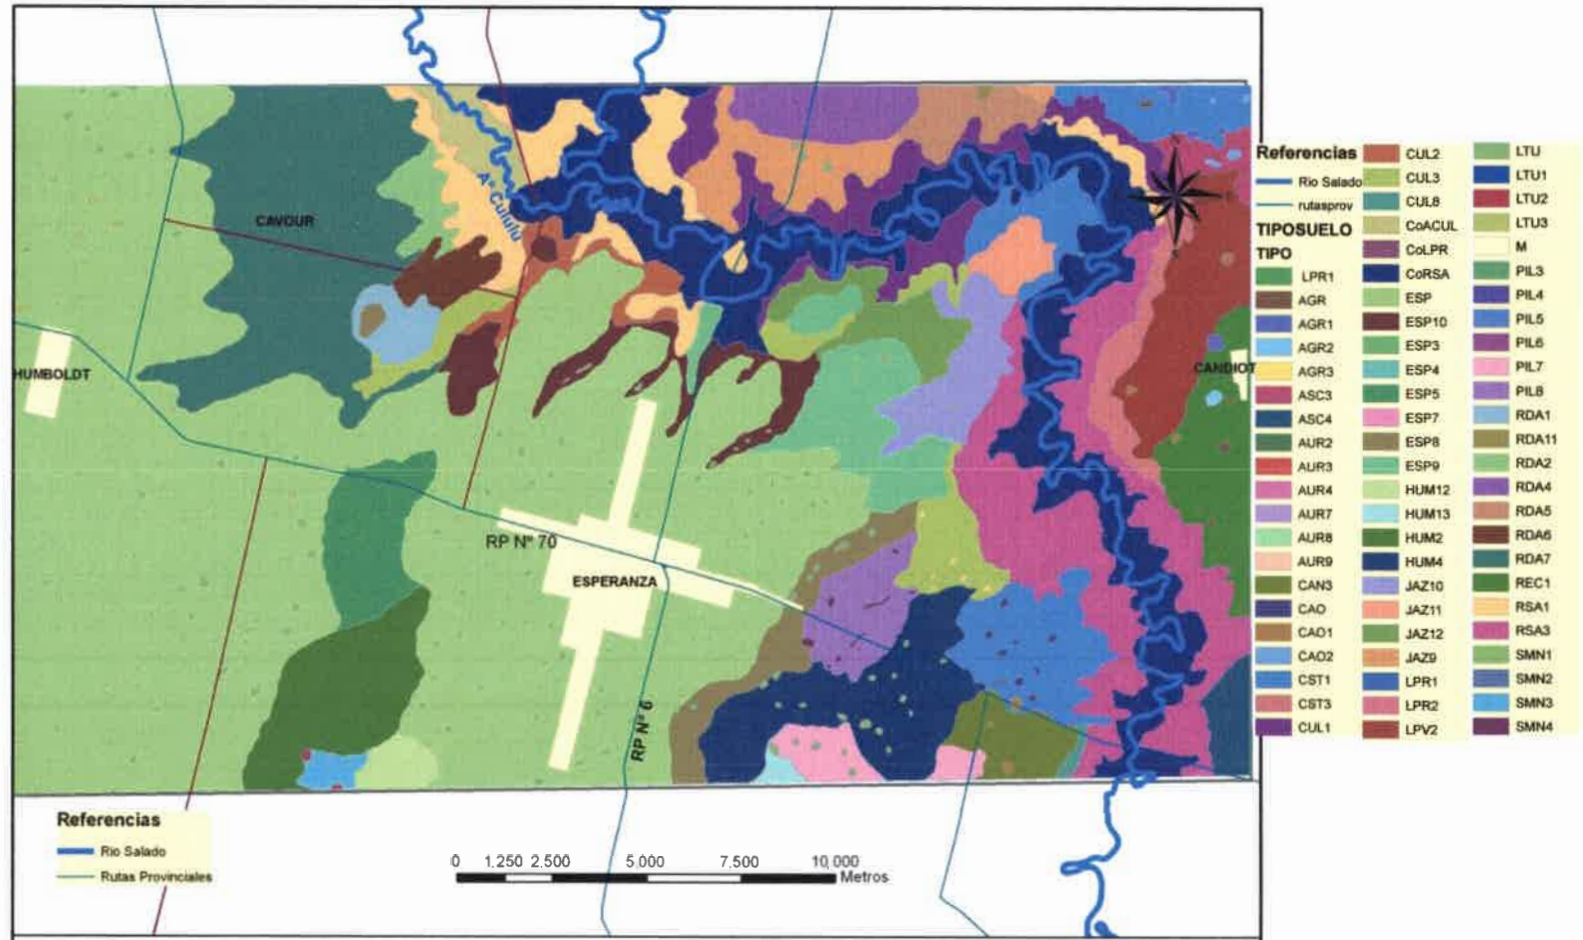 Aº Cululú
CAVOUR
HUMBOLDT
CANDIOT
RP Nº 70
ESPERANZA
RP Nº 6
Referencias
Rio Salado
Rutas Provinciales
0 1,250 2.500 5.000 7,500 10,000
Metros
Referencias
Rio Salado
rutasprov
TIPOSUELO
TIPO
LPR1
AGR
AGR1
AGR2
AGR3
ASC3
ASC4
AUR2
AUR3
AUR4
AUR7
AUR8
AUR9
CAN3
CAO
CAO1
CAO2
CST1
CST3
CUL1
CUL2
CUL3
CUL8
CoACUL
CoLPR
CoRSA
ESP
ESP10
ESP3
ESP4
ESP5
ESP7
ESP8
ESP9
HUM12
HUM13
HUM2
HUM4
JAZ10
JAZ11
JAZ12
JAZ9
LPR1
LPR2
LPV2
LTU
LTU1
LTU2
LTU3
M
PIL3
PIL4
PIL5
PIL6
PIL7
PIL8
RDA1
RDA11
RDA2
RDA4
RDA5
RDA6
RDA7
REC1
RSA1
RSA3
SMN1
SMN2
SMN3
SMN4